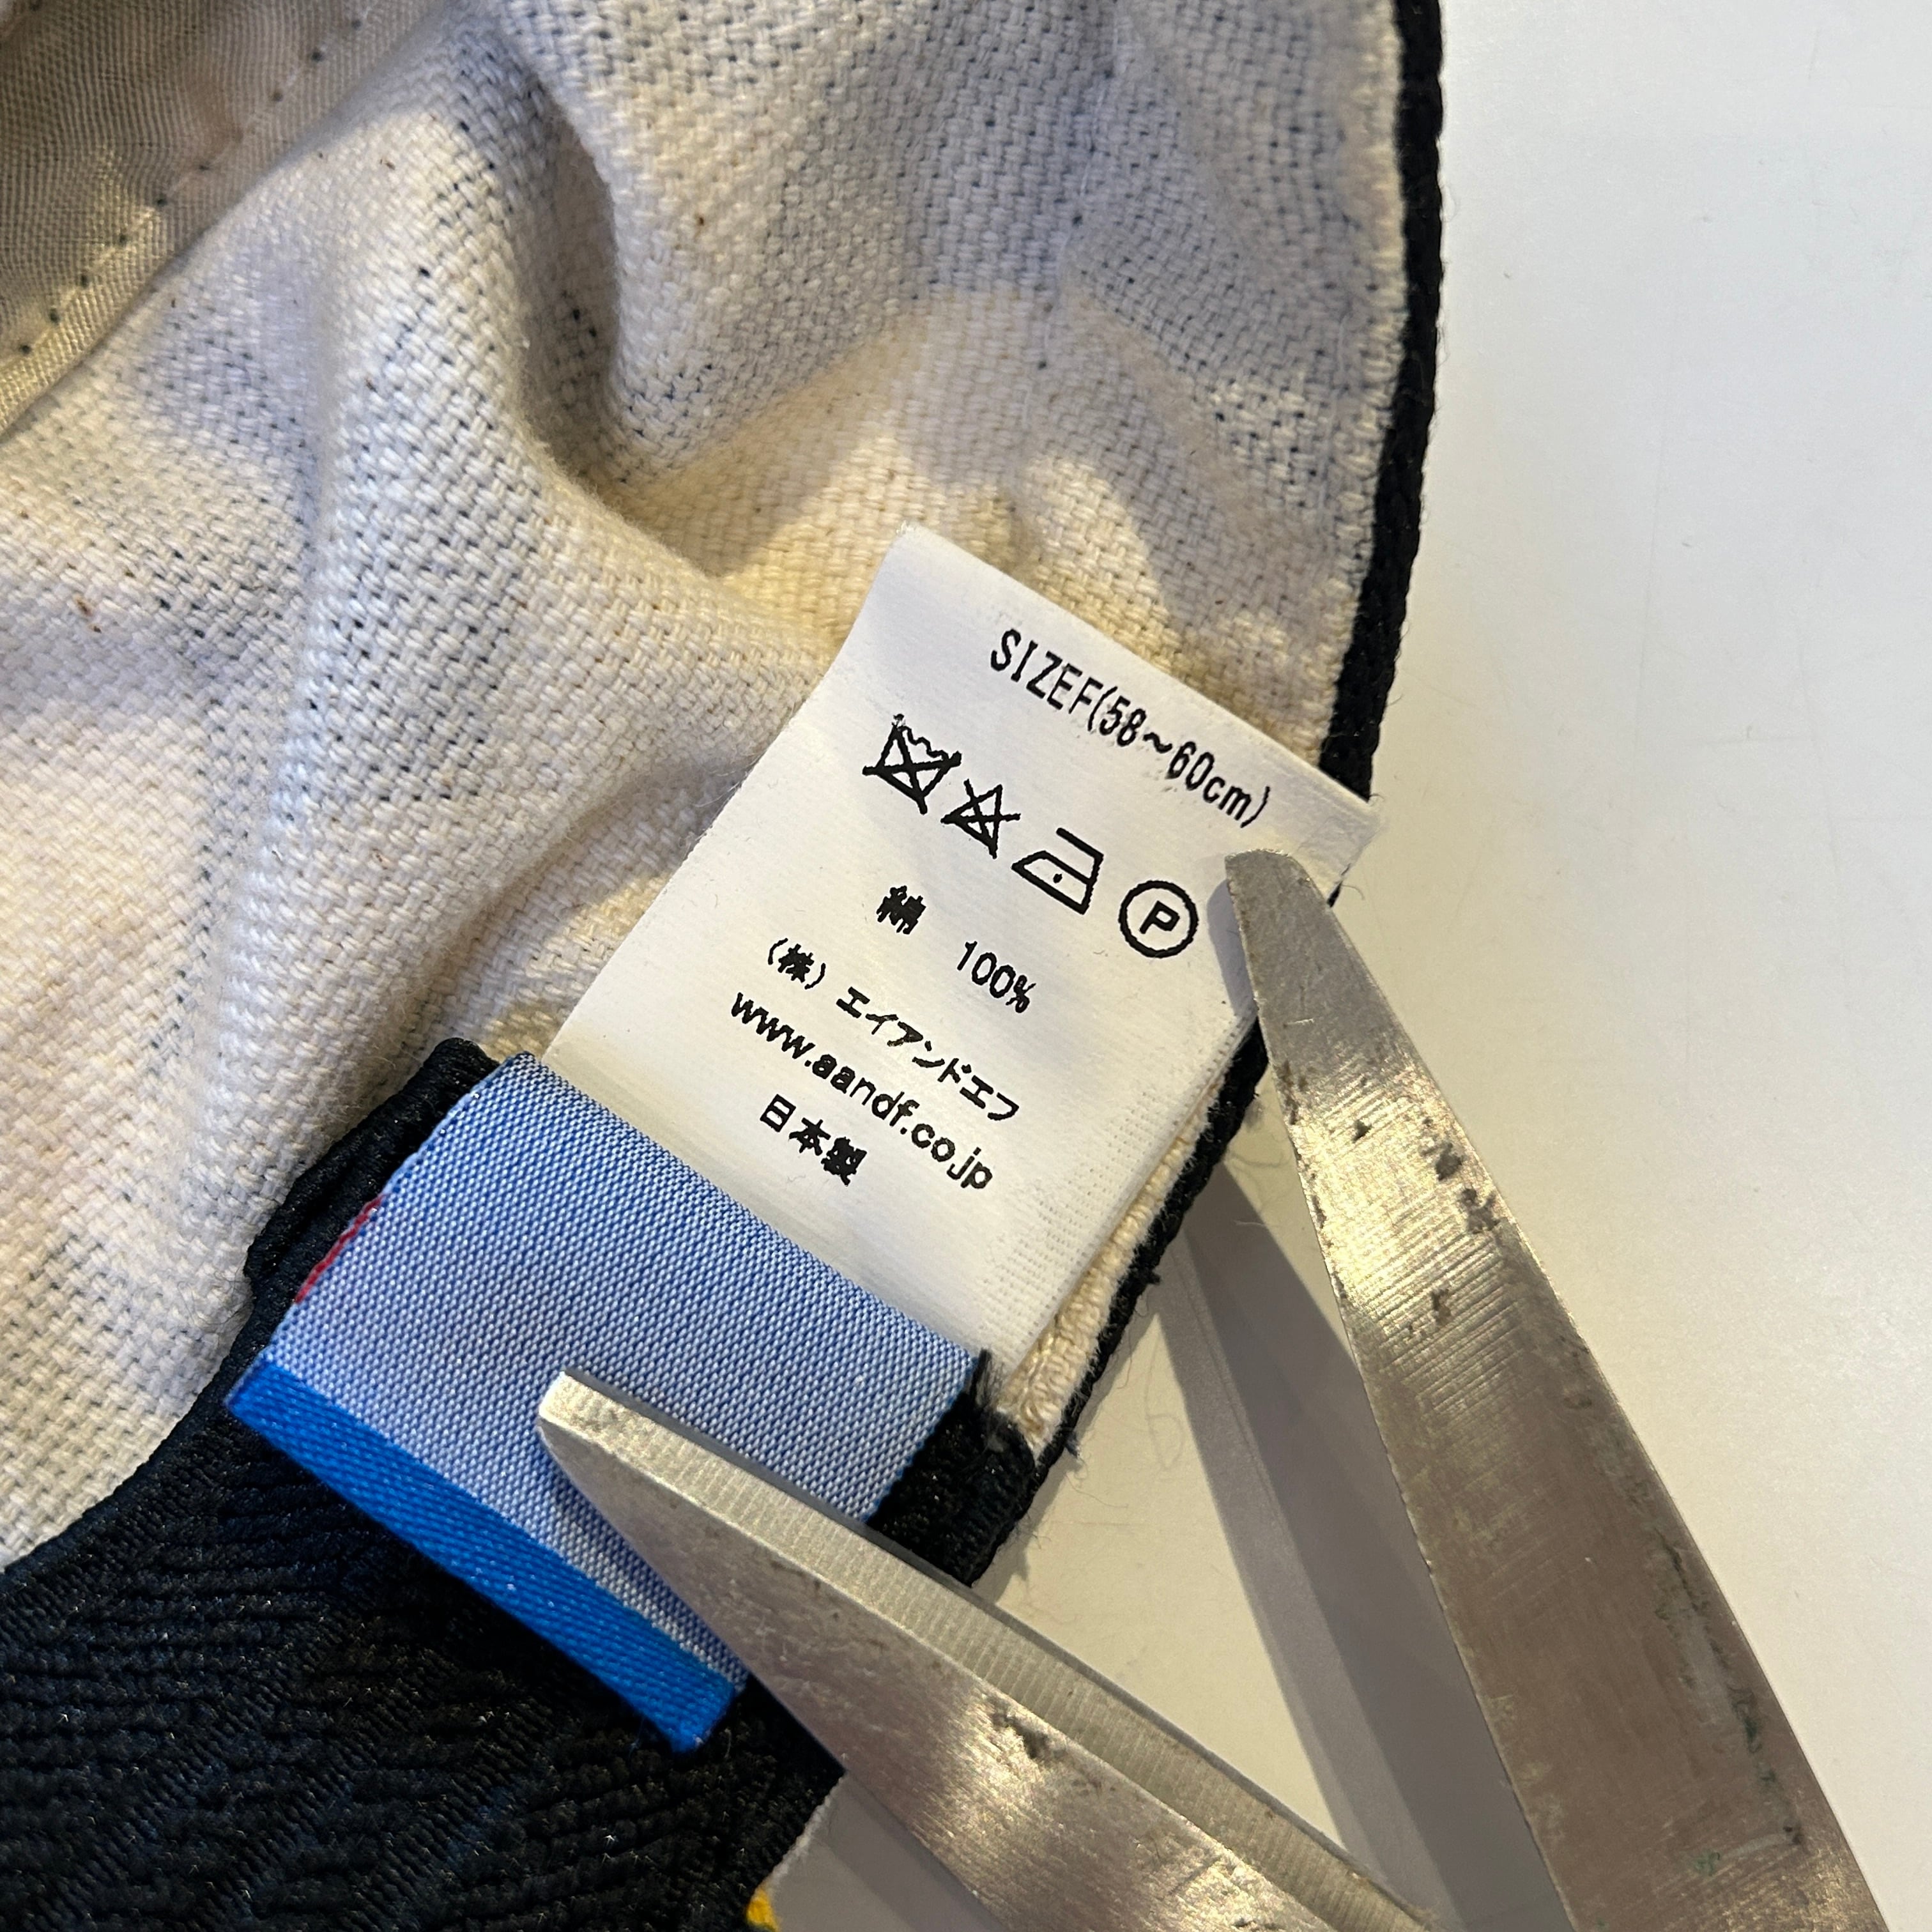 SIZEF(58～60cm)
P
綿 100%
(株) エイアンドエフ
www.aandf.co.jp
日本製